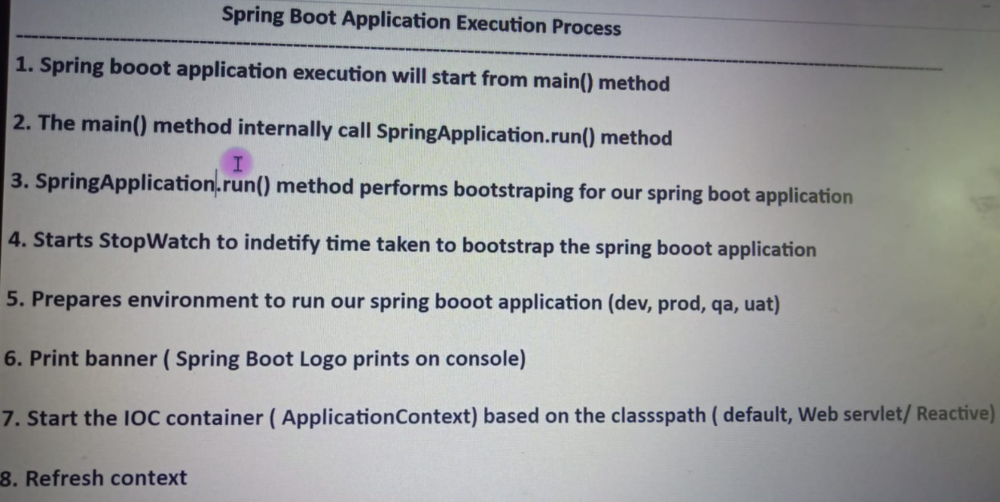 Spring Boot Application Execution Process
1. Spring booot application execution will start from main() method
2. The main() method internally call SpringApplication.run() method
3. SpringApplication.run() method performs bootstraping for our spring boot application
4. Starts StopWatch to indetify time taken to bootstrap the spring booot application
5. Prepares environment to run our spring booot application (dev, prod, qa, uat)
6. Print banner ( Spring Boot Logo prints on console)
7. Start the IOC container ( ApplicationContext) based on the classspath ( default, Web servlet/ Reactive)
8. Refresh context